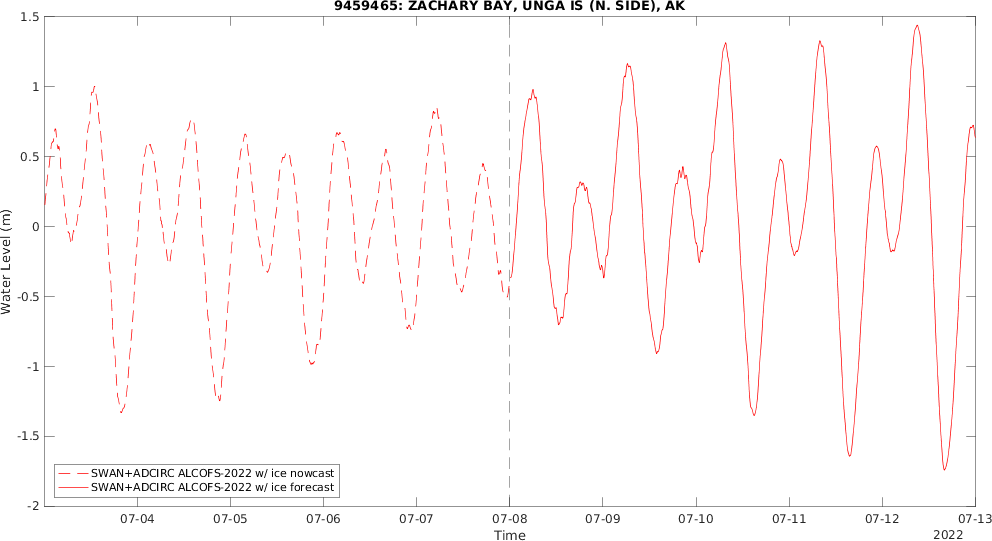 9459465: ZACHARY BAY, UNGA IS (N. SIDE), AK
Water Level (m)
1.5
1
0.5
0
-0.5
-1
-1.5
-2
SWAN+ADCIRC ALCOFS-2022 w/ ice nowcast
SWAN+ADCIRC ALCOFS-2022 w/ ice forecast
07-04 07-05 07-06 07-07 07-08 07-09 07-10 07-11 07-12 07-13
Time
2022